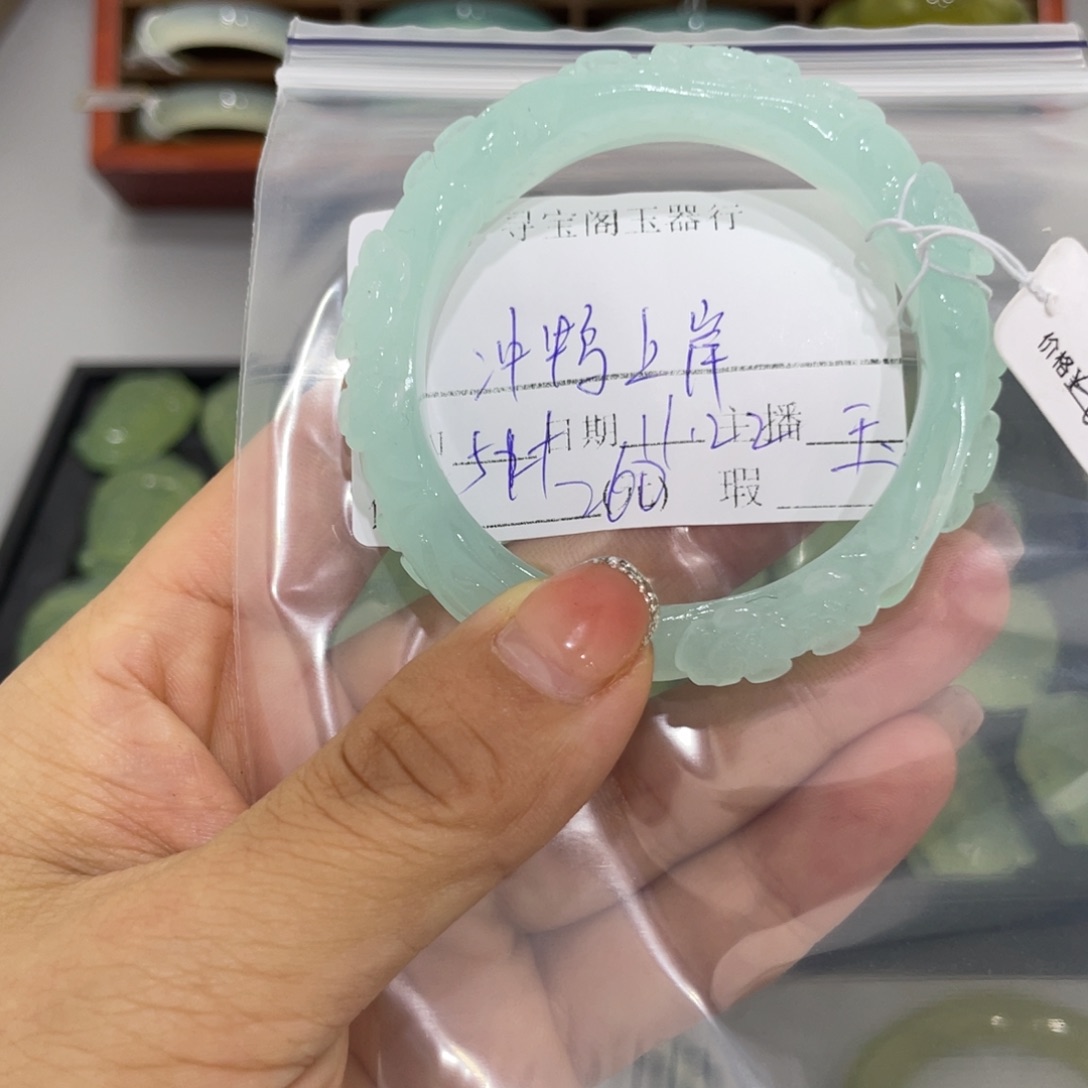 寻宝阁玉器行
冲鸭上岸
日期 11.22 主播 玉
200 瑕
价格